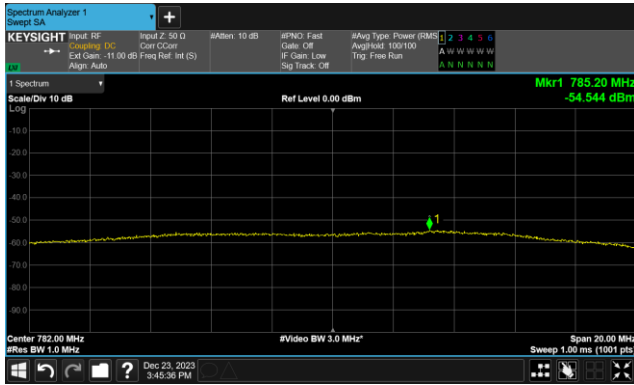 Spectrum Analyzer 1
Swept SA
+
KEYSIGHT
Input: RF
Coupling: DC
Ext Gain: -11.00 dB
Align: Auto
Input Z: 50 Ω
Corr CCorr
Freq Ref: Int (S)
#Atten: 10 dB
#PNO: Fast
Gate: Off
IF Gain: Low
Sig Track: Off
#Avg Type: Power (RMS
Avg|Hold: 100/100
Trig: Free Run
1 2 3 4 5 6
A W W W W W
A N N N N N
1 Spectrum
Scale/Div 10 dB
Log
Ref Level 0.00 dBm
Mkr1 785.20 MHz
-54.544 dBm
-10.0
-20.0
-30.0
-40.0
-50.0
-60.0
-70.0
-80.0
-90.0
1
Center 782.00 MHz
#Res BW 1.0 MHz
#Video BW 3.0 MHz*
Span 20.00 MHz
Sweep 1.00 ms (1001 pts)
?
Dec 23, 2023
3:45:36 PM